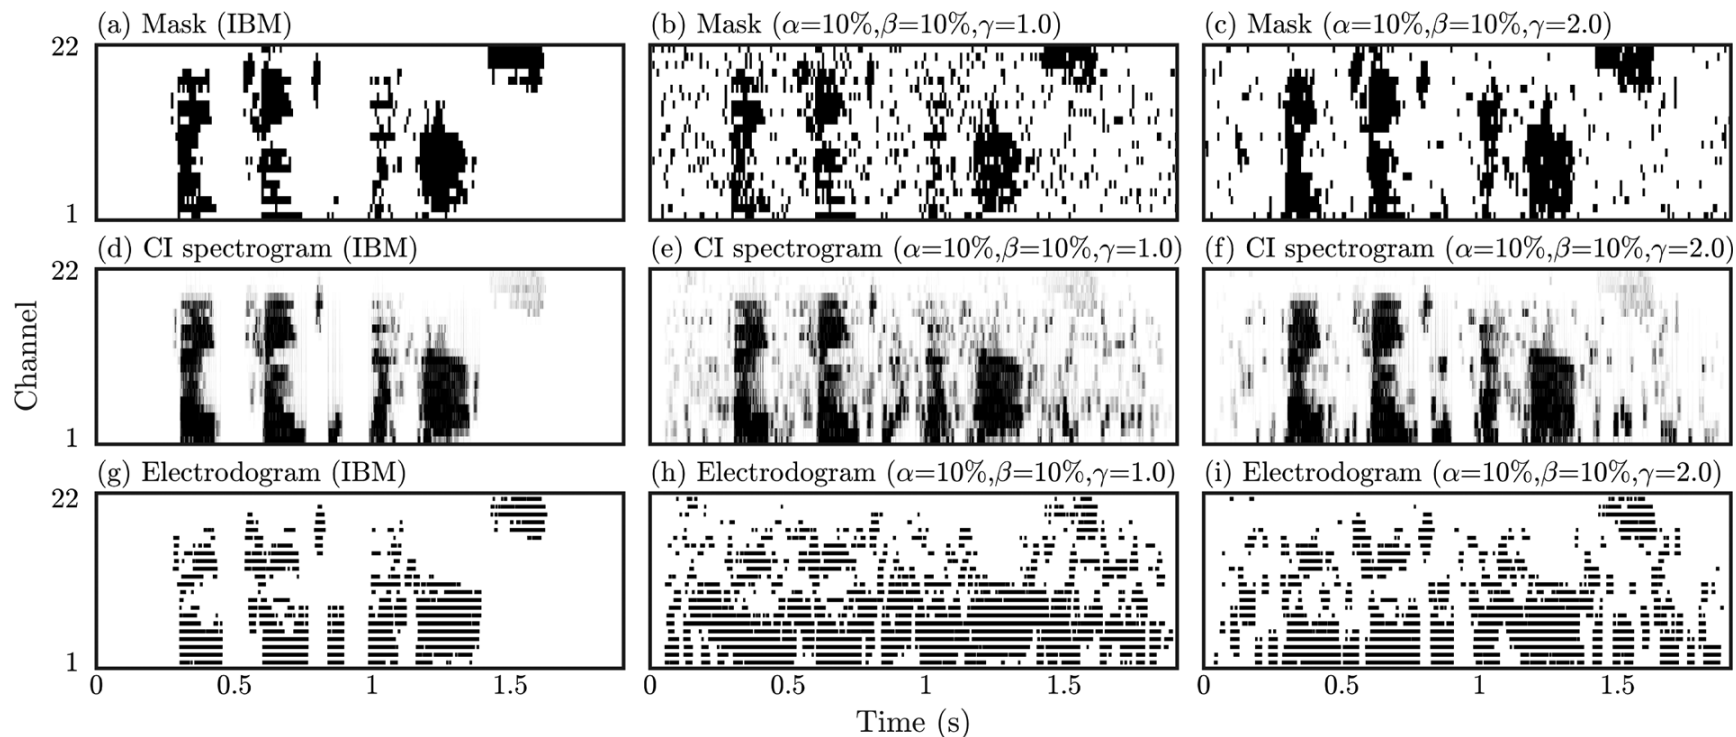 (a) Mask (IBM)
(b) Mask (α=10%,β=10%,γ=1.0)
(c) Mask (α=10%,β=10%,γ=2.0)
22
1
(d) CI spectrogram (IBM)
(e) CI spectrogram (α=10%,β=10%,γ=1.0)
(f) CI spectrogram (α=10%,β=10%,γ=2.0)
22
Channel
1
(g) Electrodogram (IBM)
(h) Electrodogram (α=10%,β=10%,γ=1.0)
(i) Electrodogram (α=10%,β=10%,γ=2.0)
22
1
0 0.5 1 1.5
0 0.5 1 1.5
0 0.5 1 1.5
Time (s)